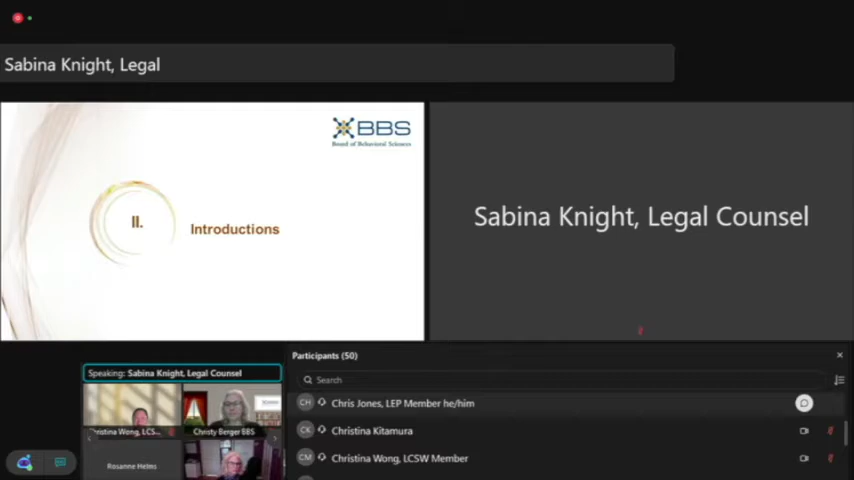 Sabina Knight, Legal
BBS
Board of Behavioral Sciences
II.
Introductions
Sabina Knight, Legal Counsel
Participants (50)
Speaking: Sabina Knight, Legal Counsel
Search
CH Chris Jones, LEP Member he/him
Christina Wong, LCS...
Christy Berger BBS
CK Christina Kitamura
CM Christina Wong, LCSW Member
Rosanne Helms